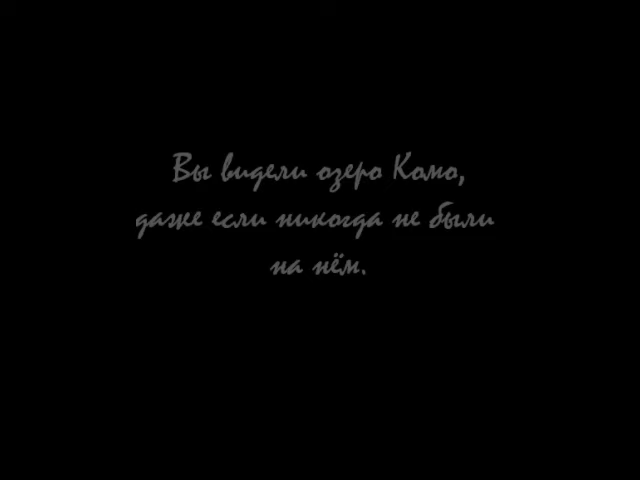 Вы видели озеро Комо,
даже если никогда не были
на нём.